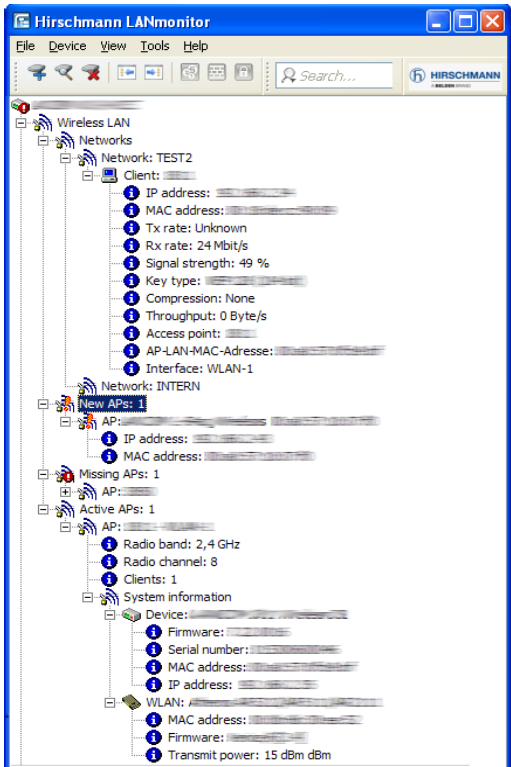 Hirschmann LANmonitor
File Device View Tools Help
Search...
HIRSCHMANN
A BELDEN BRAND
Wireless LAN
Networks
Network: TEST2
Client:
IP address:
MAC address:
Tx rate: Unknown
Rx rate: 24 Mbit/s
Signal strength: 49 %
Key type:
Compression: None
Throughput: 0 Byte/s
Access point:
AP-LAN-MAC-Adresse:
Interface: WLAN-1
Network: INTERN
New APs: 1
AP:
IP address:
MAC address:
Missing APs: 1
AP:
Active APs: 1
AP:
Radio band: 2,4 GHz
Radio channel: 8
Clients: 1
System information
Device:
Firmware:
Serial number:
MAC address:
IP address:
WLAN:
MAC address:
Firmware:
Transmit power: 15 dBm dBm